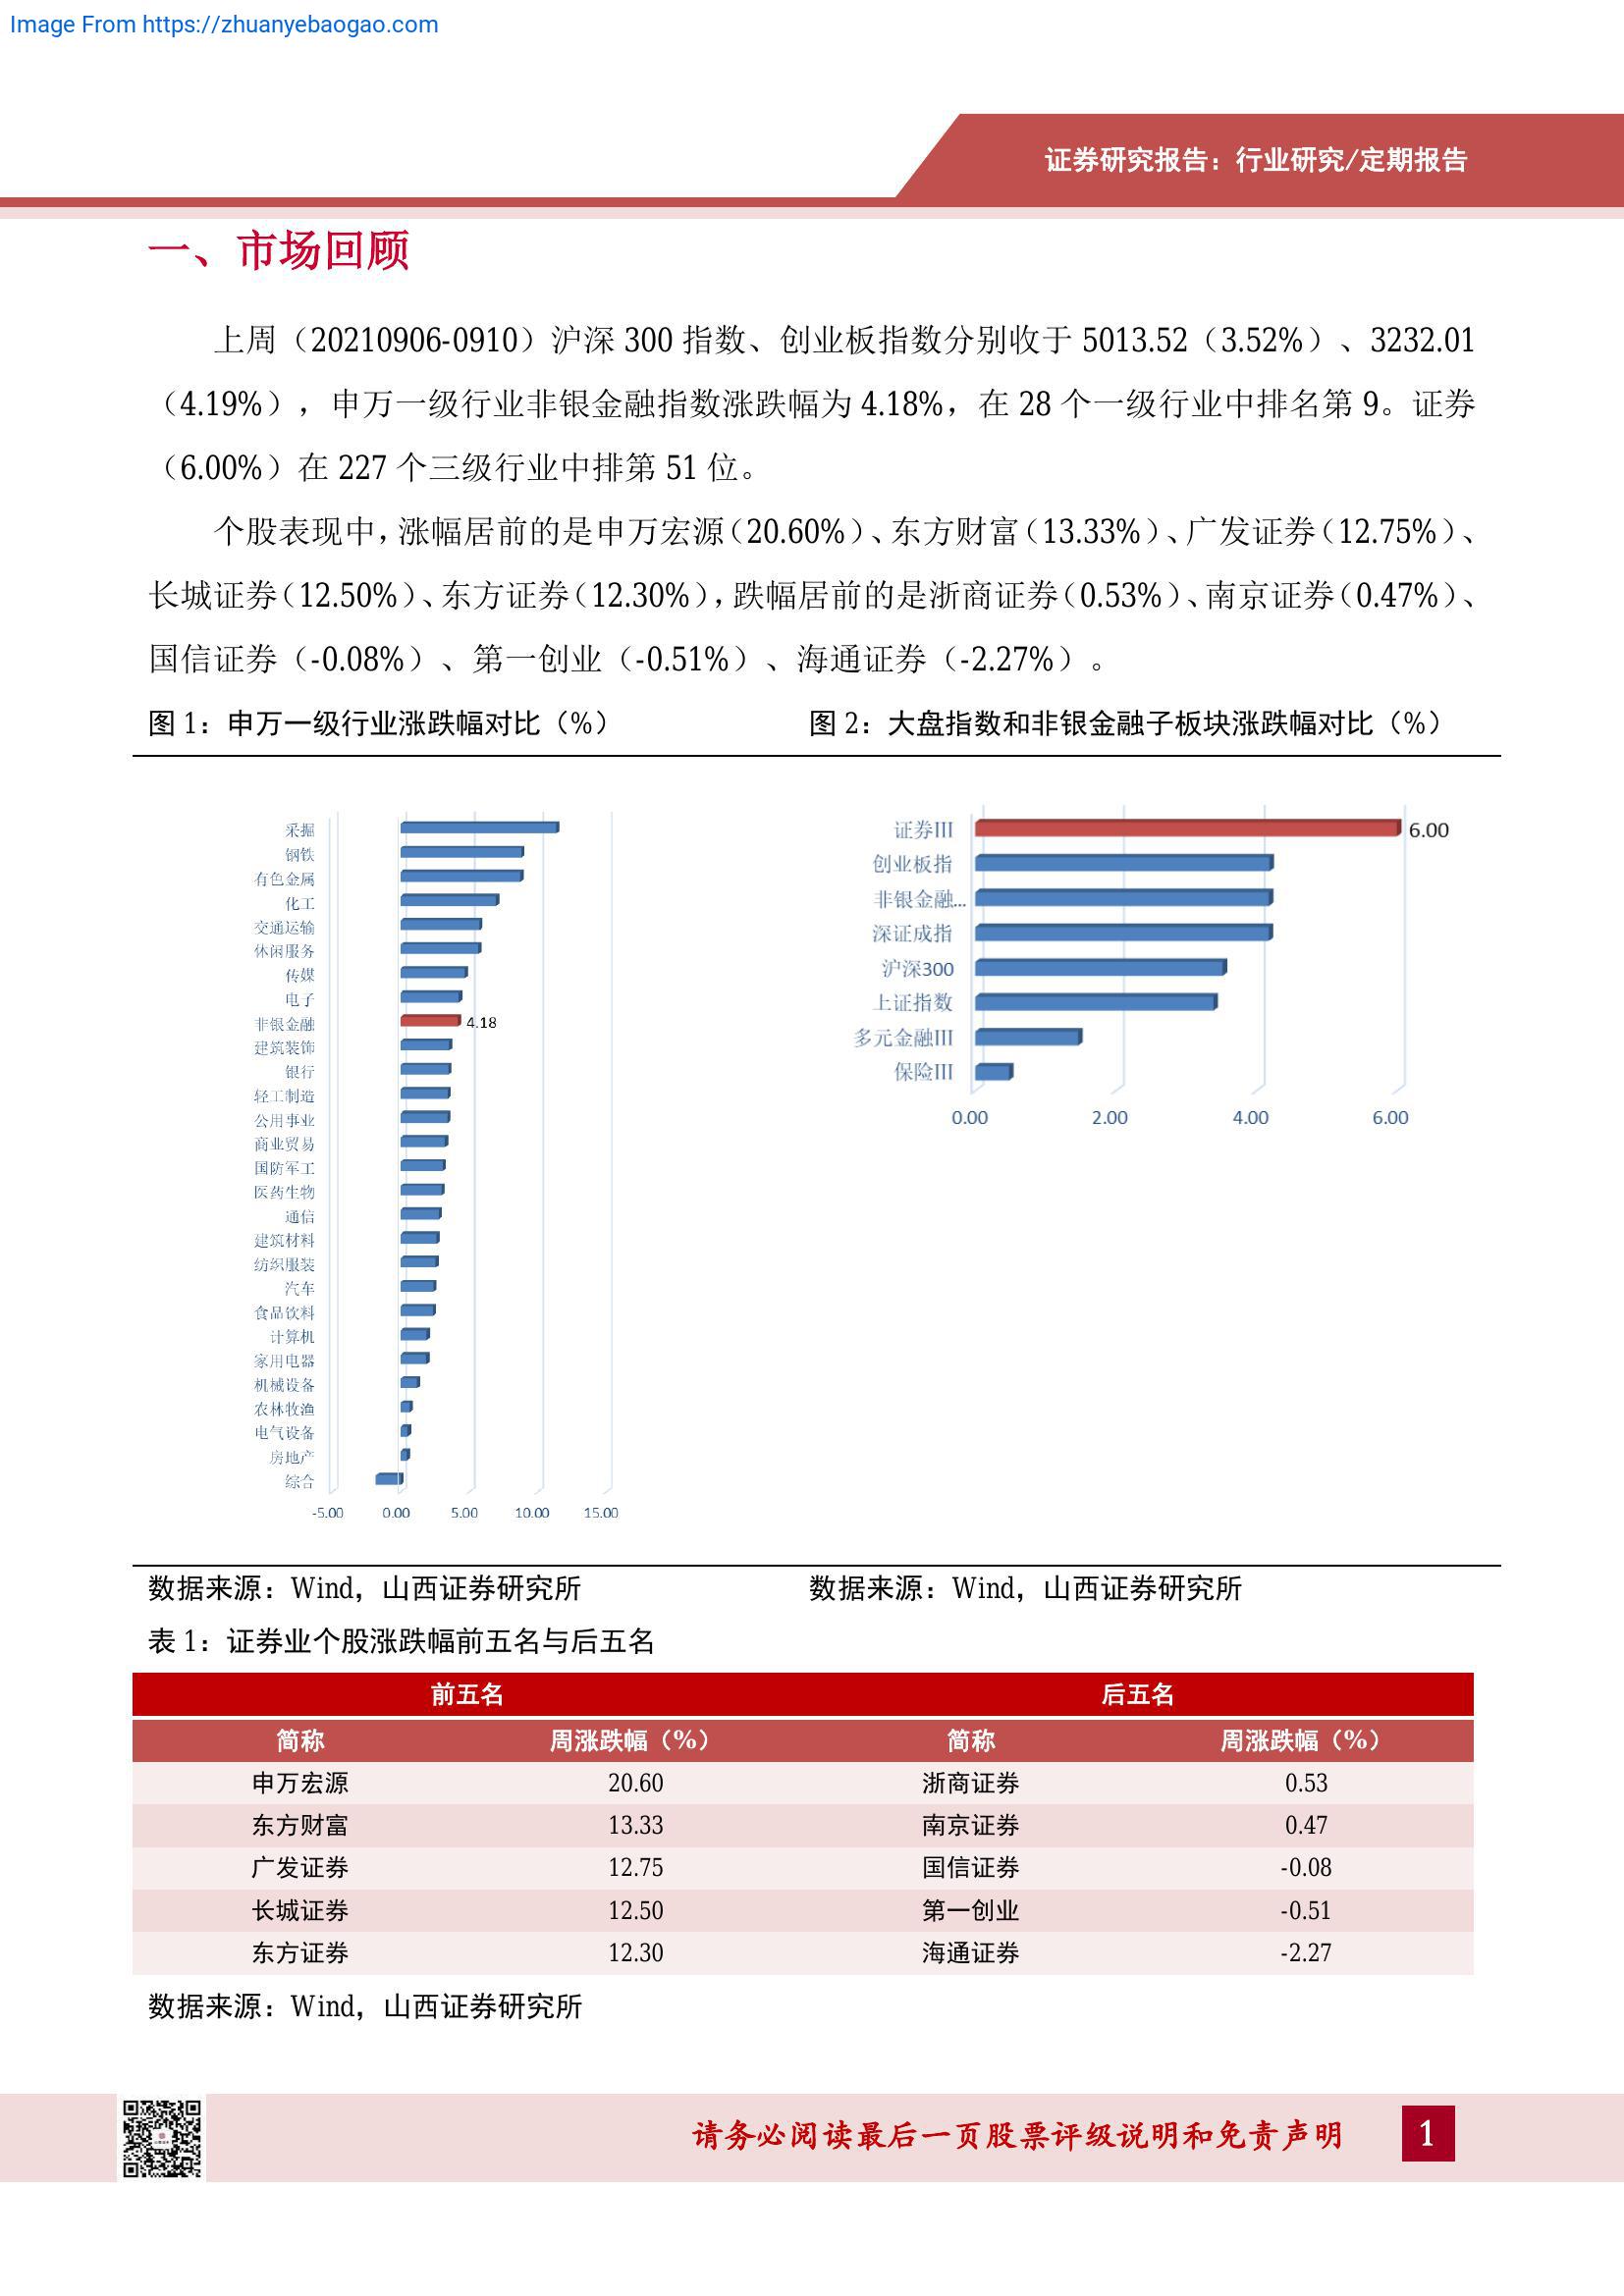 Image From https://zhuanyebaogao.com
证券研究报告：行业研究/定期报告
一、市场回顾
上周（20210906-0910）沪深 300 指数、创业板指数分别收于 5013.52（3.52%）、3232.01
（4.19%），申万一级行业非银金融指数涨跌幅为 4.18%，在 28 个一级行业中排名第 9。证券
（6.00%）在 227 个三级行业中排第 51 位。
个股表现中，涨幅居前的是申万宏源（20.60%）、东方财富（13.33%）、广发证券（12.75%）、
长城证券（12.50%）、东方证券（12.30%），跌幅居前的是浙商证券（0.53%）、南京证券（0.47%）、
国信证券（-0.08%）、第一创业（-0.51%）、海通证券（-2.27%）。
图 1：申万一级行业涨跌幅对比（%）
采掘
钢铁
有色金属
化工
交通运输
休闲服务
传媒
电子
非银金融 4.18
建筑装饰
银行
轻工制造
公用事业
商业贸易
国防军工
医药生物
通信
建筑材料
纺织服装
汽车
食品饮料
计算机
家用电器
机械设备
农林牧渔
电气设备
房地产
综合
-5.00 0.00 5.00 10.00 15.00
图 2：大盘指数和非银金融子板块涨跌幅对比（%）
证券III 6.00
创业板指
非银金融...
深证成指
沪深300
上证指数
多元金融III
保险III
0.00 2.00 4.00 6.00
数据来源：Wind，山西证券研究所
数据来源：Wind，山西证券研究所
表 1：证券业个股涨跌幅前五名与后五名
前五名 后五名
简称 周涨跌幅（%） 简称 周涨跌幅（%）
申万宏源 20.60 浙商证券 0.53
东方财富 13.33 南京证券 0.47
广发证券 12.75 国信证券 -0.08
长城证券 12.50 第一创业 -0.51
东方证券 12.30 海通证券 -2.27
数据来源：Wind，山西证券研究所
请务必阅读最后一页股票评级说明和免责声明 1